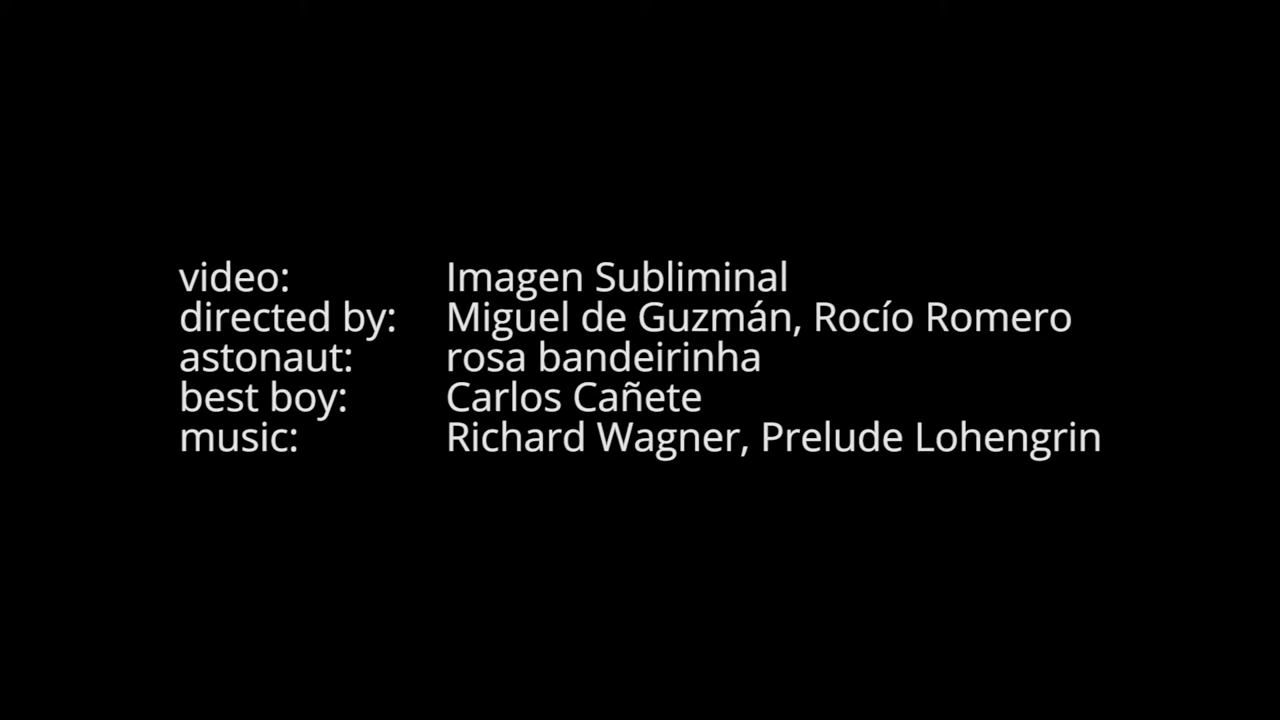 video: Imagen Subliminal
directed by: Miguel de Guzmán, Rocío Romero
astonaut: rosa bandeirinha
best boy: Carlos Cañete
music: Richard Wagner, Prelude Lohengrin